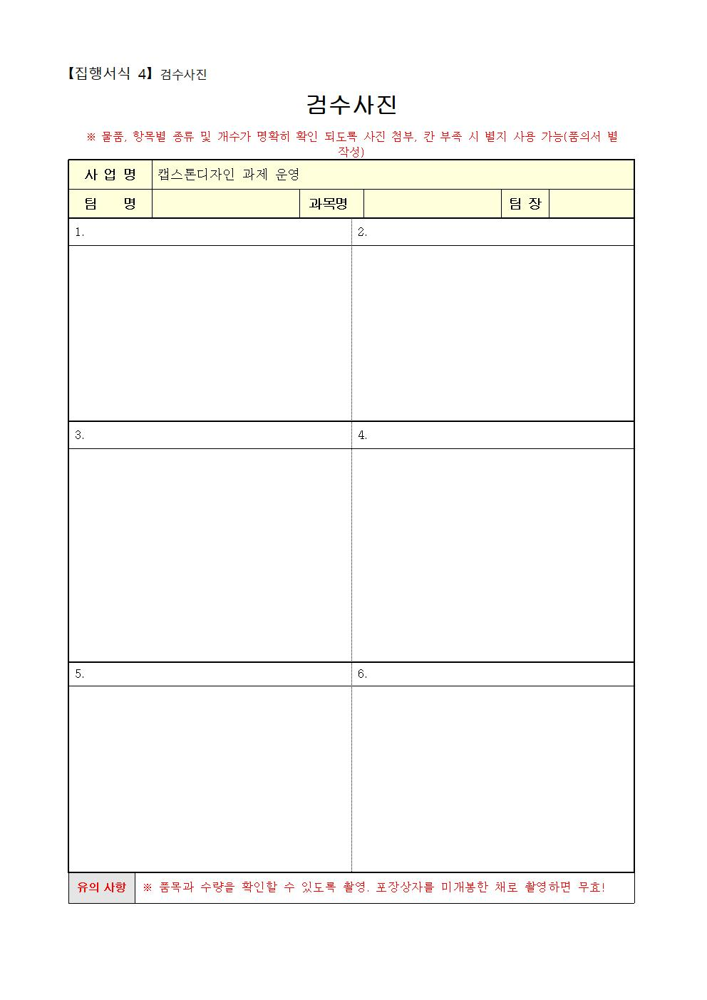 【집행서식 4】 검수사진
검수사진
※ 물품, 항목별 종류 및 개수가 명확히 확인 되도록 사진 첨부, 칸 부족 시 별지 사용 가능(품의서 별
작성)
사 업 명 캡스톤디자인 과제 운영
팀 명 과목명 팀 장
1. 2.
3. 4.
5. 6.
유의 사항 ※ 품목과 수량을 확인할 수 있도록 촬영. 포장상자를 미개봉한 채로 촬영하면 무효!